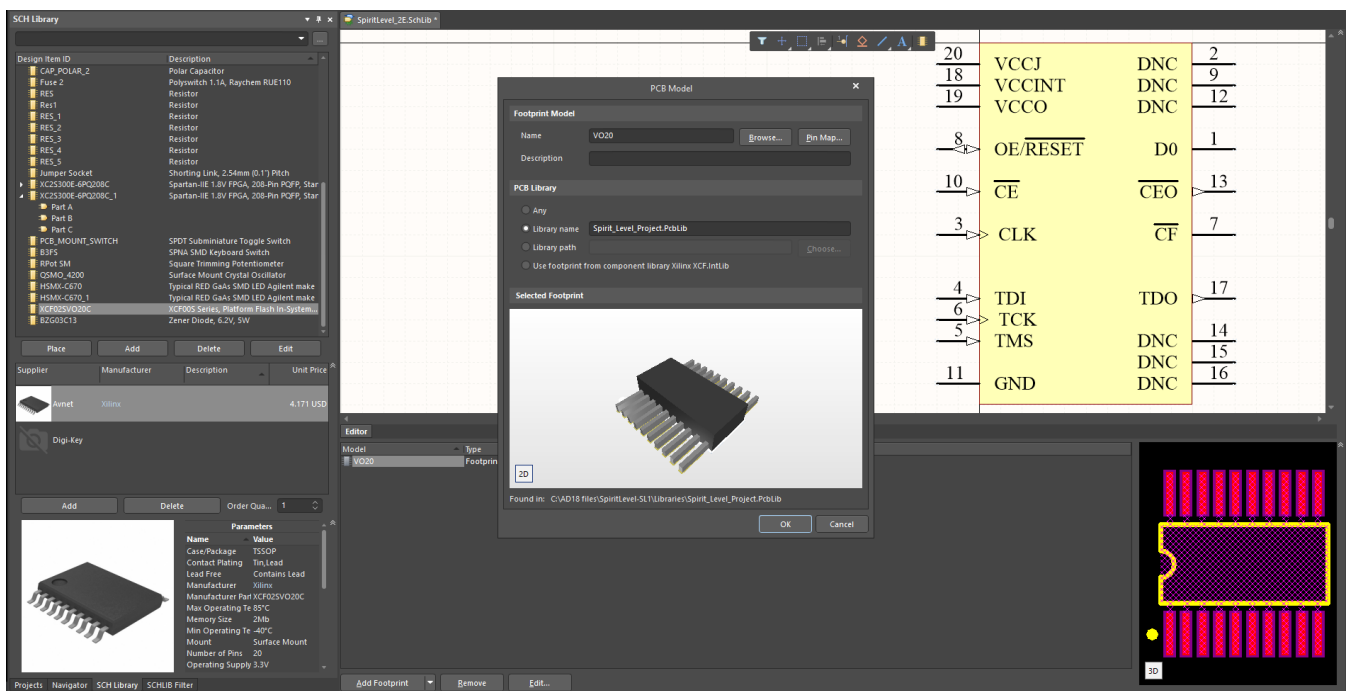 SCH Library
SpiritLevel_2E.SchLib *
...
Design Item ID Description
CAP_POLAR_2 Polar Capacitor
Fuse 2 Polyswitch 1.1A, Raychem RUE110
RES Resistor
Res1 Resistor
RES_1 Resistor
RES_2 Resistor
RES_3 Resistor
RES_4 Resistor
RES_5 Resistor
Jumper Socket Shorting Link, 2.54mm (0.1") Pitch
XC2S300E-6PQ208C Spartan-IIE 1.8V FPGA, 208-Pin PQFP, Star
XC2S300E-6PQ208C_1 Spartan-IIE 1.8V FPGA, 208-Pin PQFP, Star
Part A
Part B
Part C
PCB_MOUNT_SWITCH SPDT Subminiature Toggle Switch
B3FS SPNA SMD Keyboard Switch
RPot SM Square Trimming Potentiometer
QSMO_4200 Surface Mount Crystal Oscillator
HSMX-C670 Typical RED GaAs SMD LED Agilent make
HSMX-C670_1 Typical RED GaAs SMD LED Agilent make
XCF02SVO20C XCF00S Series, Platform Flash In-System...
BZG03C13 Zener Diode, 6.2V, 5W
Place Add Delete Edit
Supplier Manufacturer Description Unit Price
Avnet Xilinx 4.171 USD
Digi-Key
Add Delete Order Qua... 1
Parameters
Name Value
Case/Package TSSOP
Contact Plating Tin,Lead
Lead Free Contains Lead
Manufacturer Xilinx
Manufacturer Part XCF02SVO20C
Max Operating Te 85°C
Memory Size 2Mb
Min Operating Te -40°C
Mount Surface Mount
Number of Pins 20
Operating Supply 3.3V
Projects Navigator SCH Library SCHLIB Filter
PCB Model
Footprint Model
Name VO20 Browse... Pin Map...
Description
PCB Library
Any
Library name Spirit_Level_Project.PcbLib
Library path Choose...
Use footprint from component library Xilinx XCF.IntLib
Selected Footprint
2D
Found in: C:\AD18 files\SpiritLevel-SL1\Libraries\Spirit_Level_Project.PcbLib
OK Cancel
A
20 VCCJ DNC 2
18 VCCINT DNC 9
19 VCCO DNC 12
8 OE/RESET D0 1
10 CE CEO 13
3 CLK CF 7
4 TDI TDO 17
6 TCK
5 TMS DNC 14
DNC 15
11 GND DNC 16
Editor
Model Type
VO20 Footprin
3D
Add Footprint Remove Edit...